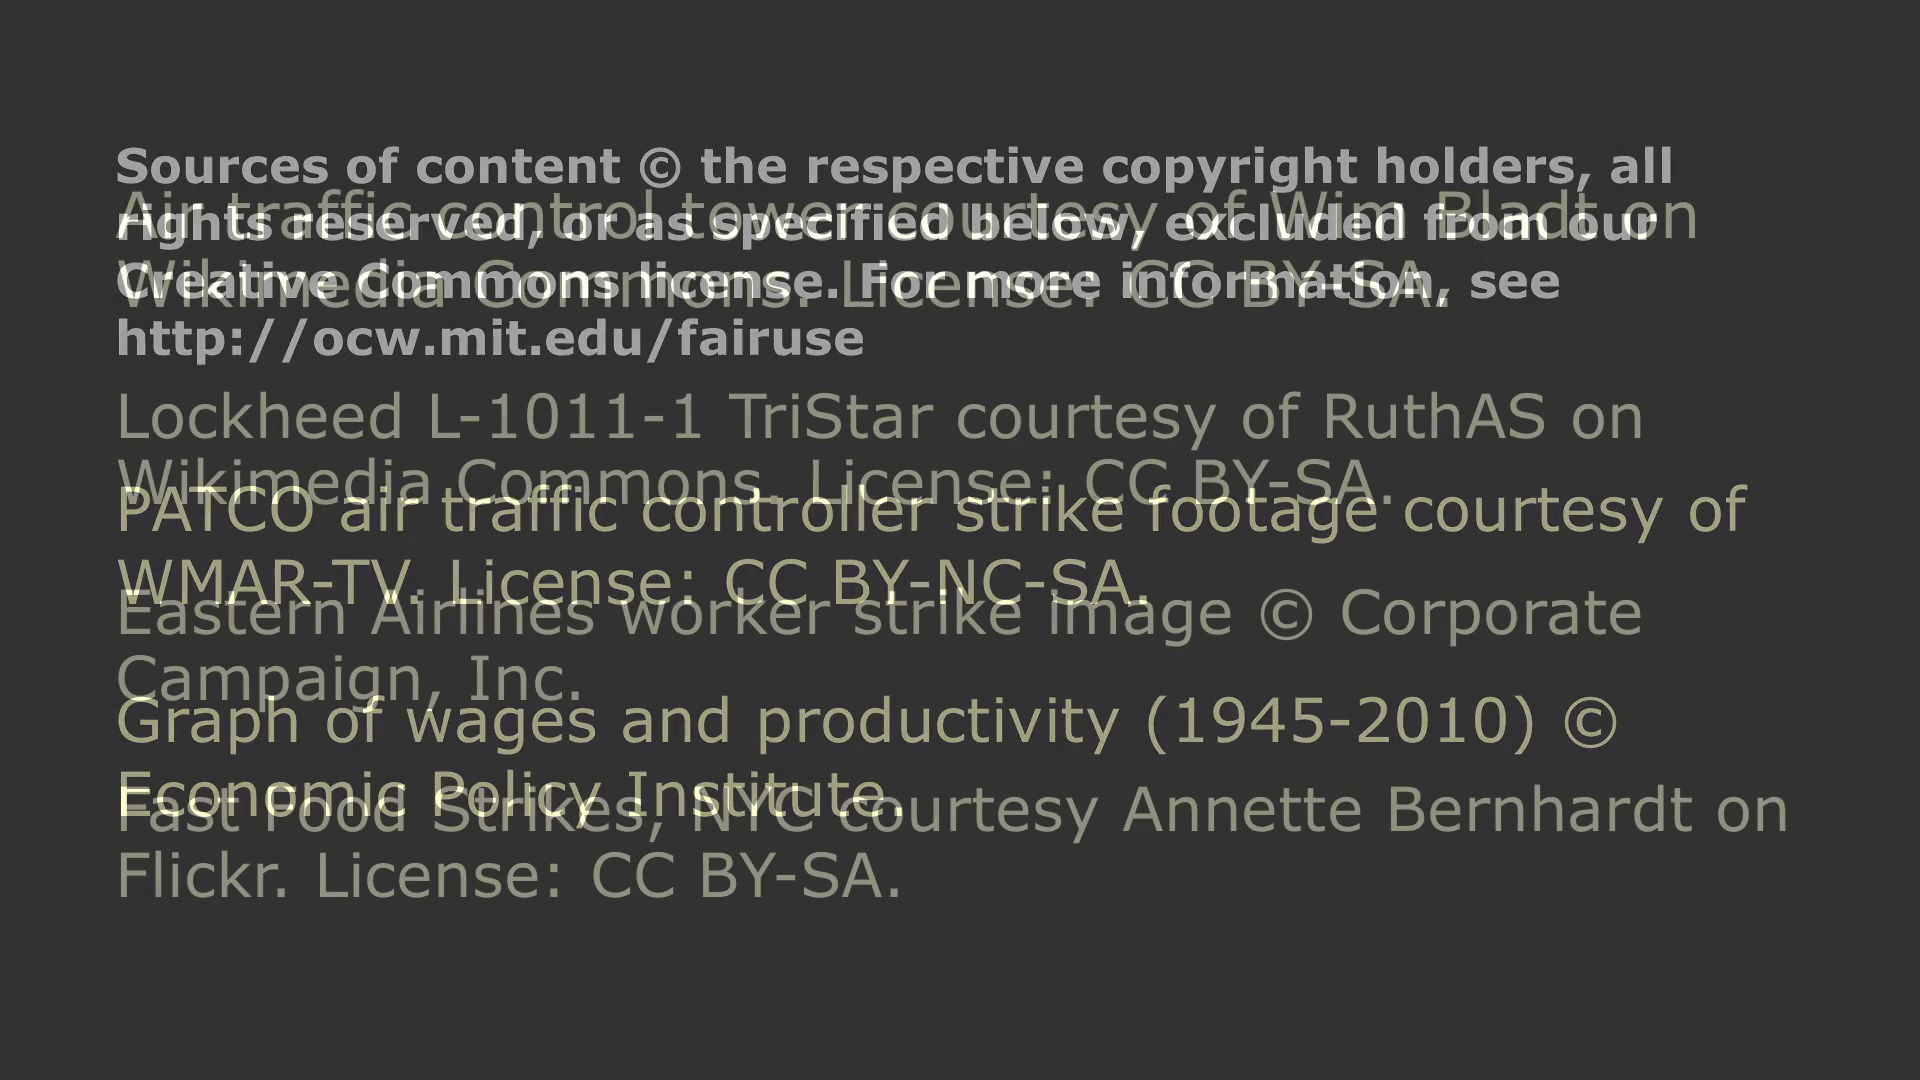 Sources of content © the respective copyright holders, all
rights reserved, or as specified below, excluded from our
Creative Commons license. For more information, see
http://ocw.mit.edu/fairuse
PATCO air traffic controller strike footage courtesy of
WMAR-TV. License: CC BY-NC-SA.
Graph of wages and productivity (1945-2010) ©
Economic Policy Institute.
Air traffic control tower courtesy of Wim Bladt on
Wikimedia Commons. License: CC BY-SA.
Lockheed L-1011-1 TriStar courtesy of RuthAS on
Wikimedia Commons. License: CC BY-SA.
Eastern Airlines worker strike image © Corporate
Campaign, Inc.
Fast Food Strikes, NYC courtesy Annette Bernhardt on
Flickr. License: CC BY-SA.